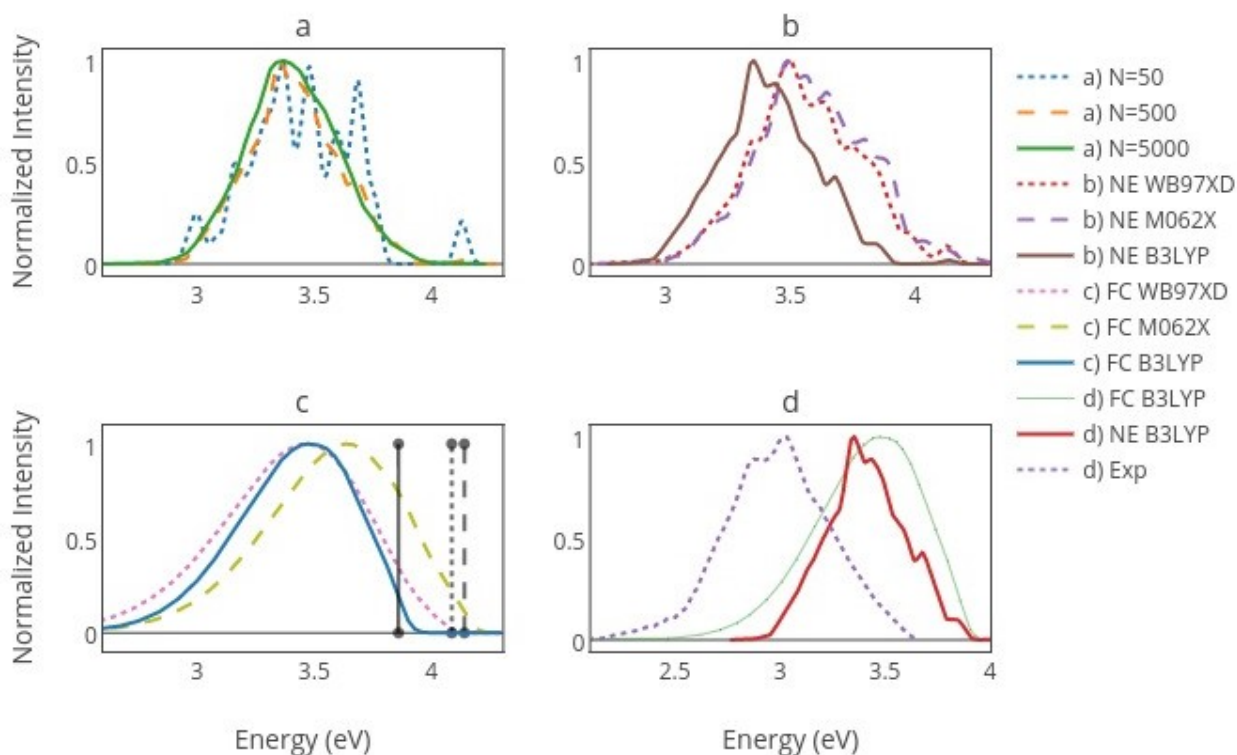 a
b
Normalized Intensity
1
0.5
0
3
3.5
4
1
0.5
0
3
3.5
4
a) N=50
a) N=500
a) N=5000
b) NE WB97XD
b) NE M062X
b) NE B3LYP
c) FC WB97XD
c) FC M062X
c) FC B3LYP
d) FC B3LYP
d) NE B3LYP
d) Exp
c
d
Normalized Intensity
1
0.5
0
3
3.5
4
1
0.5
0
2.5
3
3.5
4
Energy (eV)
Energy (eV)